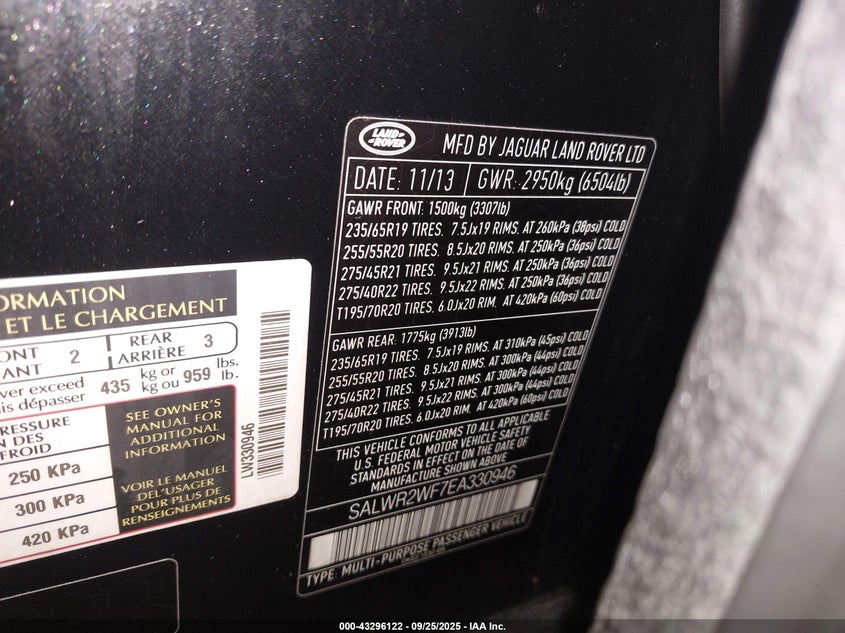 LAND-
-ROVER
MFD BY JAGUAR LAND ROVER LTD
DATE: 11/13
GWR: 2950kg (6504lb)
GAWR FRONT. 1500kg (3307lb)
235/65R19 TIRES. 7.5Jx19 RIMS. AT 260kPa (38psi) COLD
255/55R20 TIRES. 8.5Jx20 RIMS. AT 250kPa (36psi) COLD
275/45R21 TIRES. 9.5Jx21 RIMS. AT 250kPa (36psi) COLD
275/40R22 TIRES. 9.5Jx22 RIMS. AT 250kPa (36psi) COLD
T195/70R20 TIRES. 6.0Jx20 RIM. AT 420kPa (60psi) COLD
GAWR REAR. 1775kg (3913lb)
235/65R19 TIRES. 7.5Jx19 RIMS. AT 310kPa (45psi) COLD
255/55R20 TIRES. 8.5Jx20 RIMS. AT 300kPa (44psi) COLD
275/45R21 TIRES. 9.5Jx21 RIMS. AT 300kPa (44psi) COLD
275/40R22 TIRES. 9.5Jx22 RIMS. AT 300kPa (44psi) COLD
T195/70R20 TIRES. 6.0Jx20 RIM. AT 420kPa (60psi) COLD
THIS VEHICLE CONFORMS TO ALL APPLICABLE
U.S. FEDERAL MOTOR VEHICLE SAFETY
STANDARDS IN EFFECT ON THE DATE OF
MANUFACTURE SHOWN ABOVE
SALWR2WF7EA330946
TYPE: MULTI-PURPOSE PASSENGER VEHICLE
ORMATION
ET LE CHARGEMENT
ONT
ANT
2
REAR
ARRIÈRE
3
ver exceed
is dépasser
435
kg or
kg ou
959
lbs.
lb.
RESSURE
N DES
FROID
250 KPa
300 KPa
420 KPa
SEE OWNER'S
MANUAL FOR
ADDITIONAL
INFORMATION
VOIR LE MANUEL
DEL'USAGER
POUR PLUS DE
RENSEIGNEMENTS
LW330946
000-43296122 - 09/25/2025 - IAA Inc.